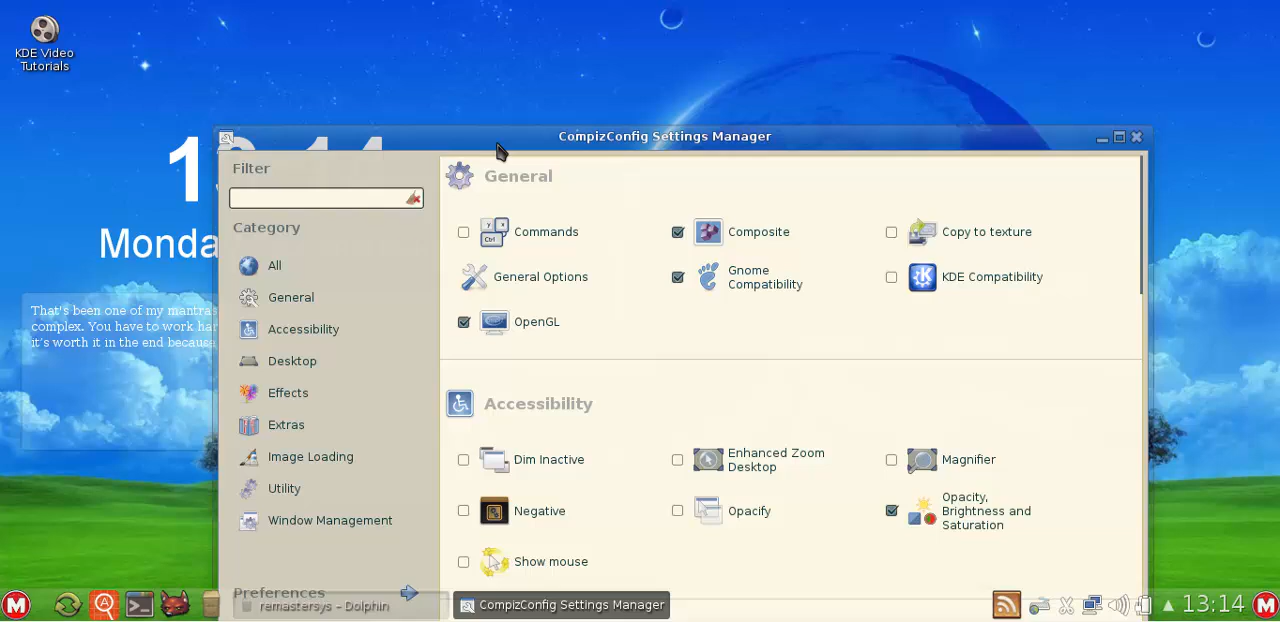 KDE Video
Tutorials
CompizConfig Settings Manager
Monda
That's been one of my mantras
complex. You have to work har
it's worth it in the end because
Filter
Category
All
General
Accessibility
Desktop
Effects
Extras
Image Loading
Utility
Window Management
Preferences
General
Commands
Composite
Copy to texture
General Options
Gnome
Compatibility
KDE Compatibility
OpenGL
Accessibility
Dim Inactive
Enhanced Zoom
Desktop
Magnifier
Negative
Opacify
Opacity,
Brightness and
Saturation
Show mouse
remastersys – Dolphin
CompizConfig Settings Manager
13:14